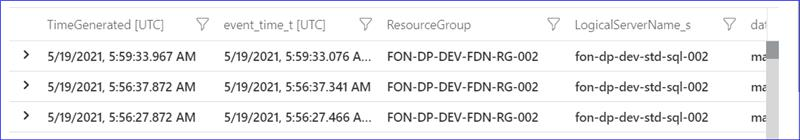 TimeGenerated [UTC] event_time_t [UTC] ResourceGroup LogicalServerName_s dat
5/19/2021, 5:59:33.967 AM 5/19/2021, 5:59:33.076 A... FON-DP-DEV-FDN-RG-002 fon-dp-dev-std-sql-002 ma
5/19/2021, 5:56:37.872 AM 5/19/2021, 5:56:37.341 AM FON-DP-DEV-FDN-RG-002 fon-dp-dev-std-sql-002 ma
5/19/2021, 5:56:27.872 AM 5/19/2021, 5:56:27.466 A... FON-DP-DEV-FDN-RG-002 fon-dp-dev-std-sql-002 ma